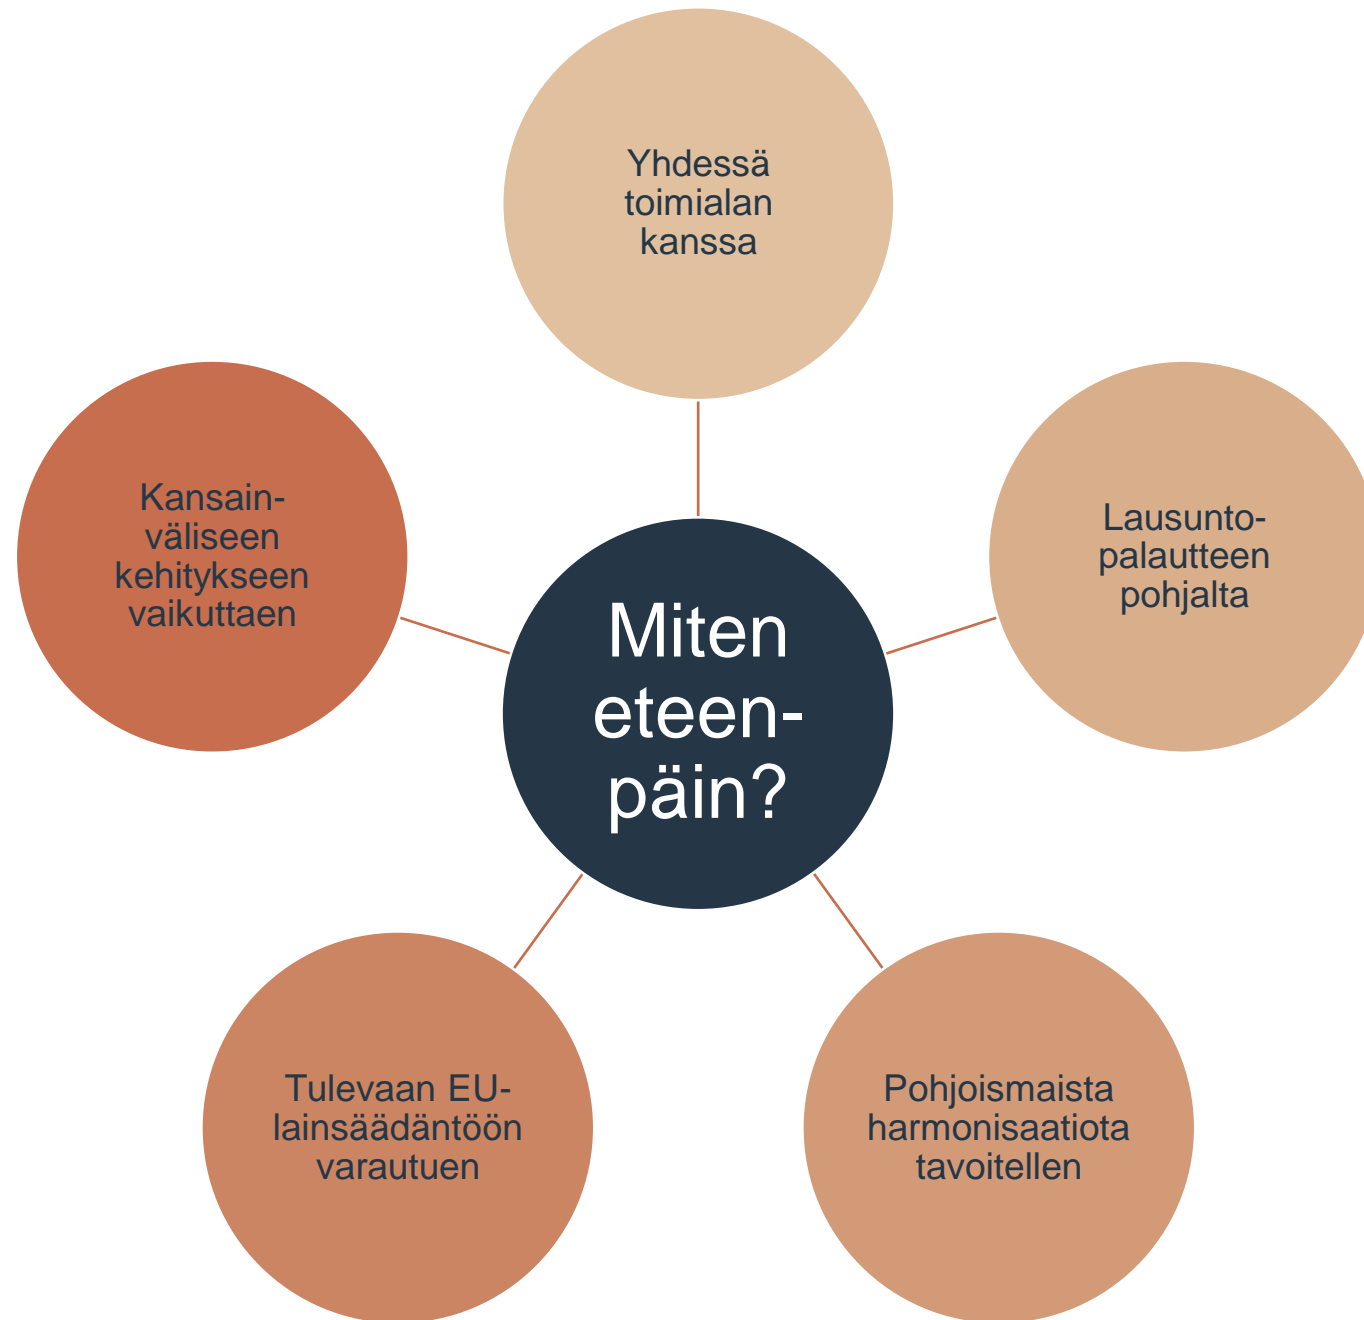 Yhdessä
toimialan
kanssa
Lausunto-
palautteen
pohjalta
Pohjoismaista
harmonisaatiota
tavoitellen
Tulevaan EU-
lainsäädäntöön
varautuen
Kansain-
väliseen
kehitykseen
vaikuttaen
Miten
eteen-
päin?